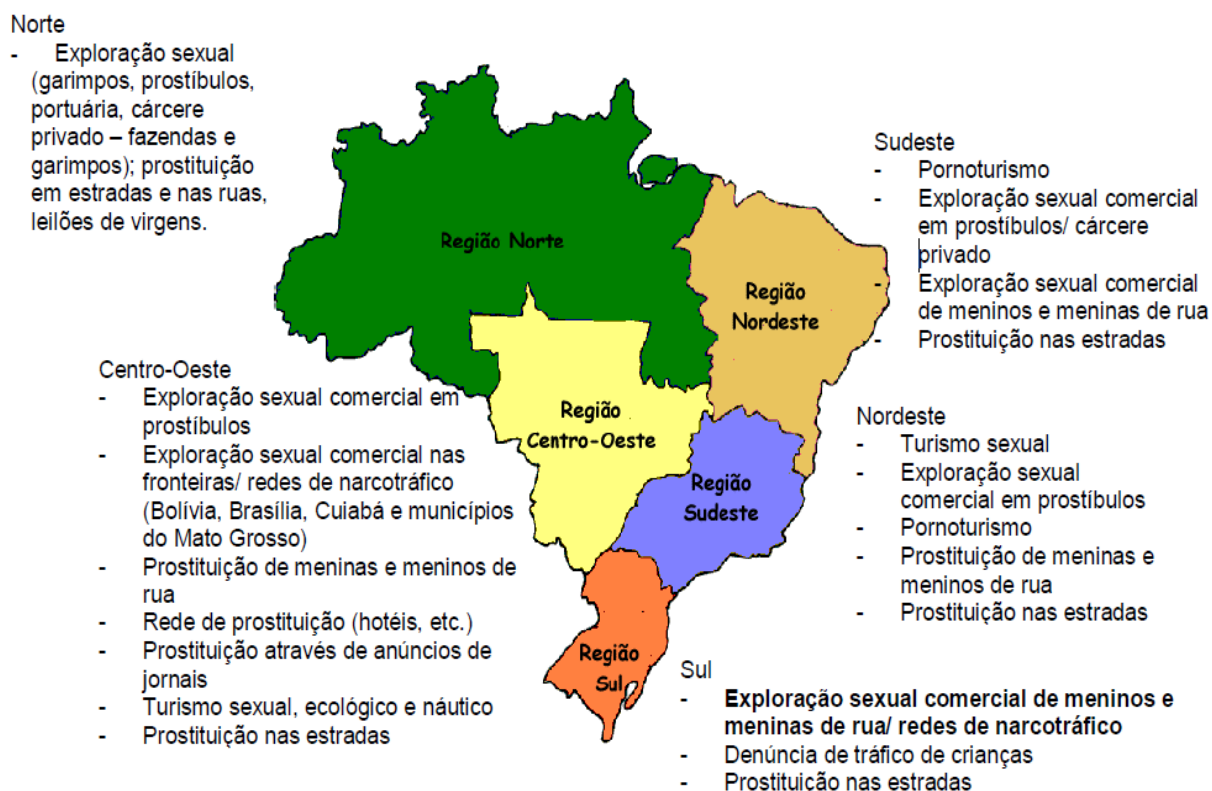 Norte
- Exploração sexual
(garimpos, prostíbulos,
portuária, cárcere
privado – fazendas e
garimpos); prostituição
em estradas e nas ruas,
leilões de virgens.
Sudeste
- Pornoturismo
- Exploração sexual comercial
em prostíbulos/ cárcere
privado
- Exploração sexual comercial
de meninos e meninas de rua
- Prostituição nas estradas
Região Norte
Região
Nordeste
Centro-Oeste
- Exploração sexual comercial em
prostíbulos
- Exploração sexual comercial nas
fronteiras/ redes de narcotráfico
(Bolívia, Brasília, Cuiabá e municípios
do Mato Grosso)
- Prostituição de meninas e meninos de
rua
- Rede de prostituição (hotéis, etc.)
- Prostituição através de anúncios de
jornais
- Turismo sexual, ecológico e náutico
- Prostituição nas estradas
Região
Centro-Oeste
Região
Sudeste
Nordeste
- Turismo sexual
- Exploração sexual
comercial em prostíbulos
- Pornoturismo
- Prostituição de meninas e
meninos de rua
- Prostituição nas estradas
Região
Sul
Sul
- Exploração sexual comercial de meninos e
meninas de rua/ redes de narcotráfico
- Denúncia de tráfico de crianças
- Prostituição nas estradas